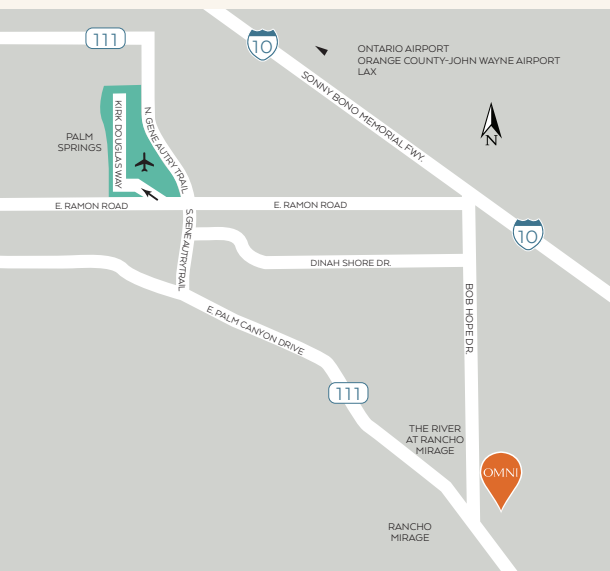 111
10
ONTARIO AIRPORT
ORANGE COUNTY-JOHN WAYNE AIRPORT
LAX
SONNY BONO MEMORIAL FWY.
N
KIRK DOUGLAS WAY
N. GENE AUTRY TRAIL
PALM
SPRINGS
E. RAMON ROAD
E. RAMON ROAD
S. GENE AUTRYTRAIL
10
DINAH SHORE DR.
BOB HOPE DR.
E. PALM CANYON DRIVE
111
THE RIVER
AT RANCHO
MIRAGE
OMNI
RANCHO
MIRAGE